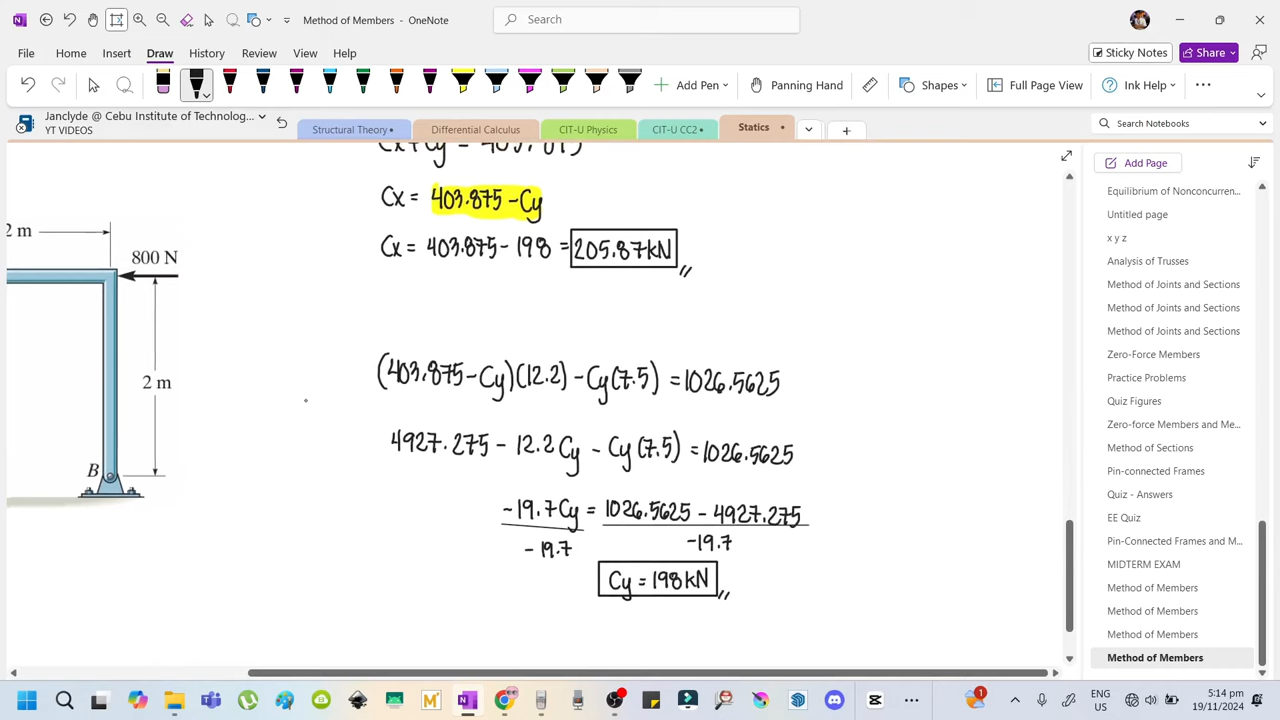 Method of Members - OneNote
Search
File
Home
Insert
Draw
History
Review
View
Help
Sticky Notes
Share
Add Pen
Panning Hand
Shapes
Full Page View
Ink Help
Janclyde @ Cebu Institute of Technolog...
YT VIDEOS
Structural Theory
Differential Calculus
CIT-U Physics
CIT-U CC2
Statics
Search Notebooks
Add Page
Cx + Cy = 403.875
Cx = 403.875 - Cy
Cx = 403.875 - 198 = 205.87kN
2 m
800 N
2 m
B
(403.875 - Cy)(12.2) - Cy(7.5) = 1026.5625
4927.275 - 12.2Cy - Cy(7.5) = 1026.5625
-19.7Cy = 1026.5625 - 4927.275
-19.7 -19.7
Cy = 198kN
Equilibrium of Nonconcurren...
Untitled page
x y z
Analysis of Trusses
Method of Joints and Sections
Method of Joints and Sections
Method of Joints and Sections
Zero-Force Members
Practice Problems
Quiz Figures
Zero-force Members and Me...
Method of Sections
Pin-connected Frames
Quiz - Answers
EE Quiz
Pin-Connected Frames and M...
MIDTERM EXAM
Method of Members
Method of Members
Method of Members
Method of Members
1
ENG
PH
5:14 pm
19/11/2024